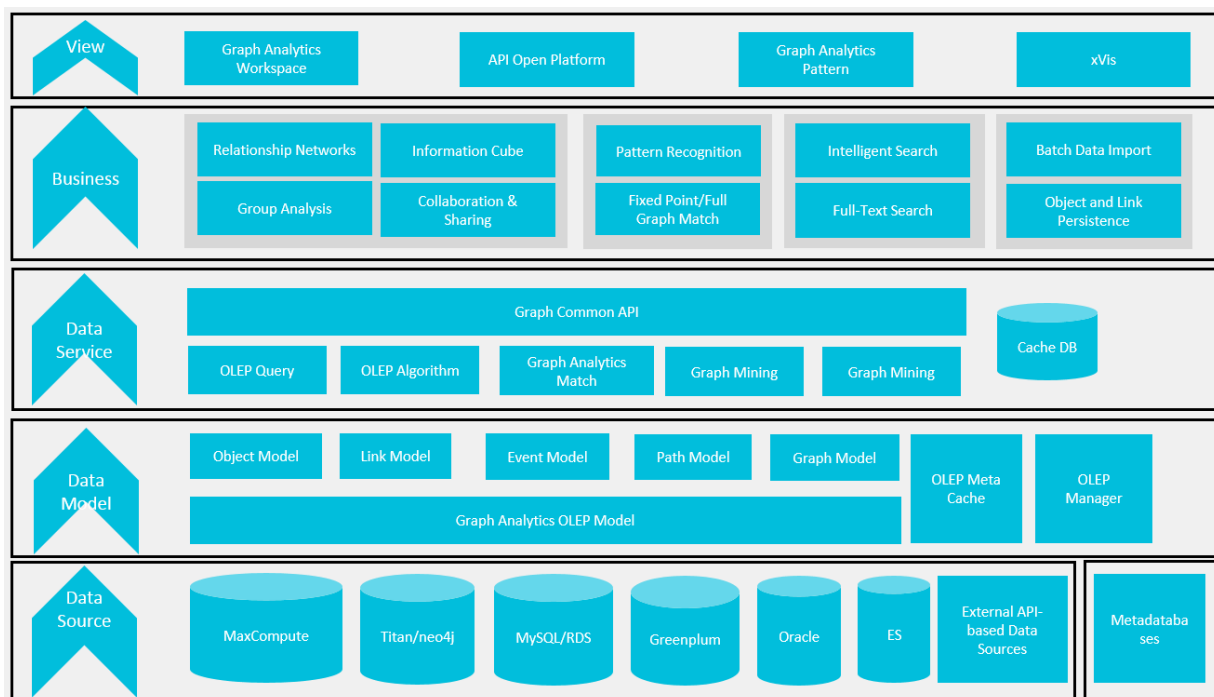 View
Graph Analytics
Workspace
API Open Platform
Graph Analytics
Pattern
xVis
Business
Relationship Networks
Information Cube
Pattern Recognition
Intelligent Search
Batch Data Import
Group Analysis
Collaboration &
Sharing
Fixed Point/Full
Graph Match
Full-Text Search
Object and Link
Persistence
Data
Service
Graph Common API
Cache DB
OLEP Query
OLEP Algorithm
Graph Analytics
Match
Graph Mining
Graph Mining
Data
Model
Object Model
Link Model
Event Model
Path Model
Graph Model
OLEP Meta
Cache
OLEP
Manager
Graph Analytics OLEP Model
Data
Source
MaxCompute
Titan/neo4j
MySQL/RDS
Greenplum
Oracle
ES
External API-
based Data
Sources
Metadataba
ses